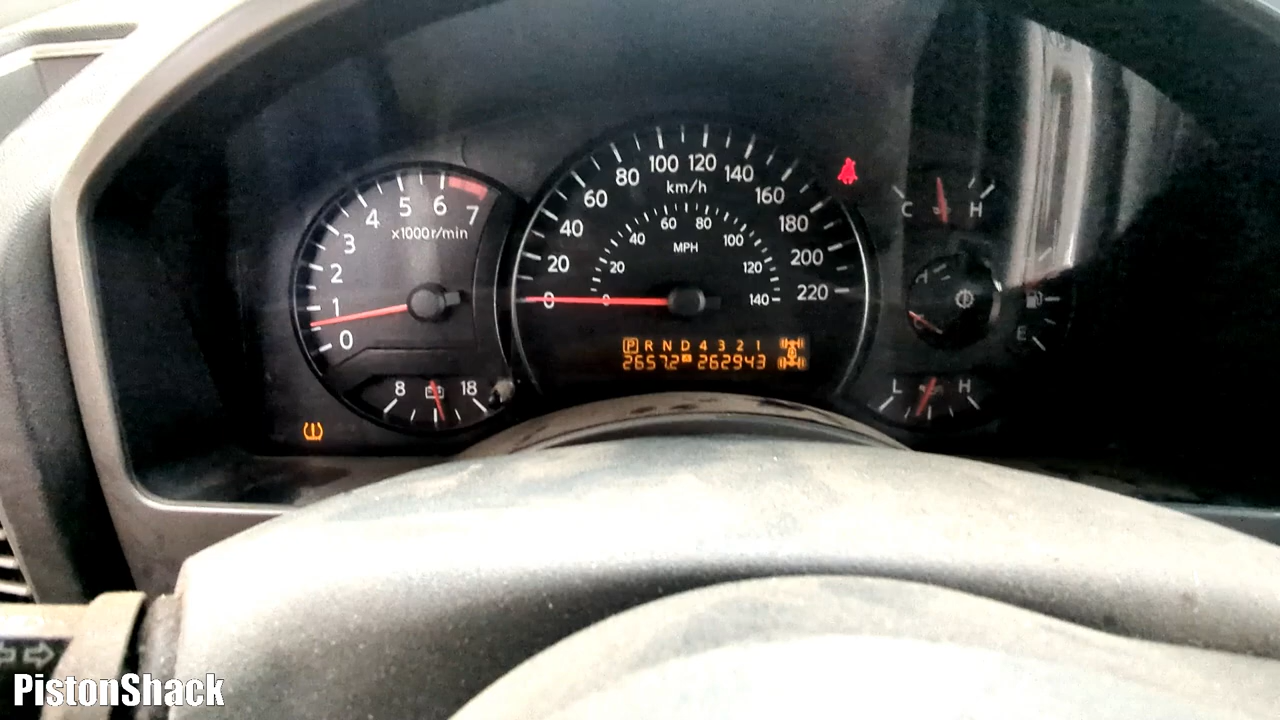 0 1 2 3 4 5 6 7
x1000r/min
8 18
0 20 40 60 80 100 120 140 160 180 200 220
km/h
0 20 40 60 80 100 120 140
MPH
P R N D 4 3 2 1
2657.2 262943
C H
H
C
E
L H
PistonShack